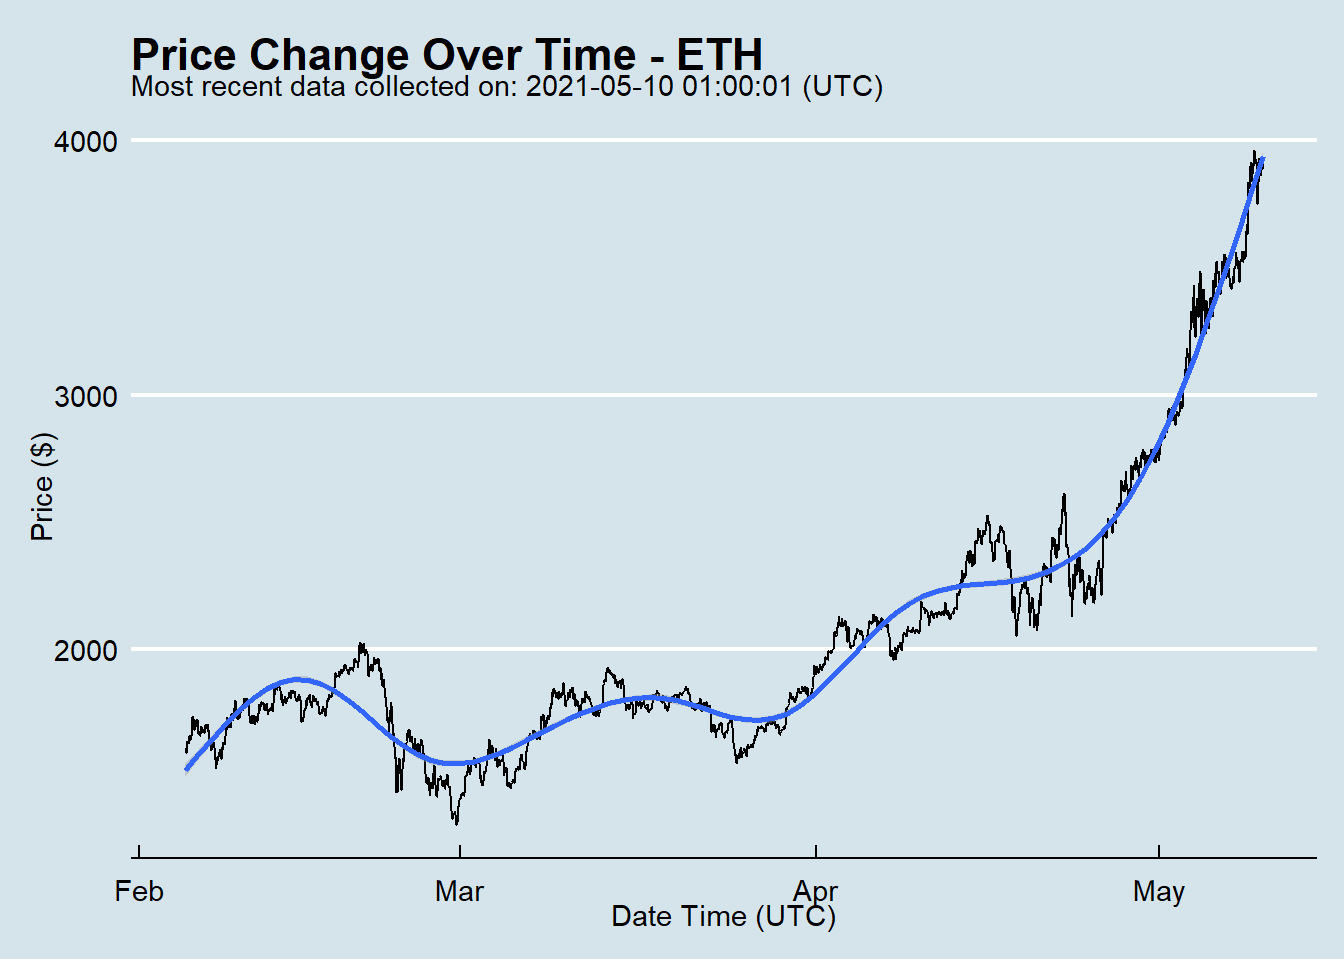 Price Change Over Time - ETH
Most recent data collected on: 2021-05-10 01:00:01 (UTC)
4000
3000
2000
Price ($)
Feb Mar Apr May
Date Time (UTC)